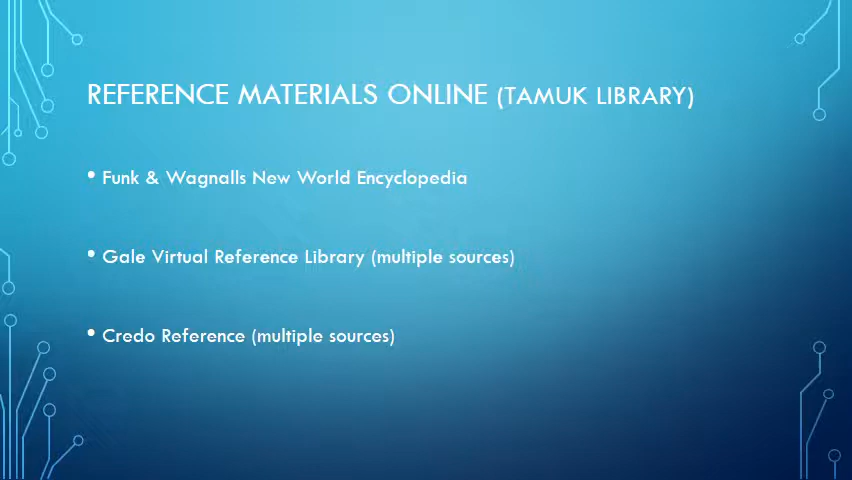 REFERENCE MATERIALS ONLINE (TAMUK LIBRARY)
• Funk & Wagnalls New World Encyclopedia
• Gale Virtual Reference Library (multiple sources)
• Credo Reference (multiple sources)